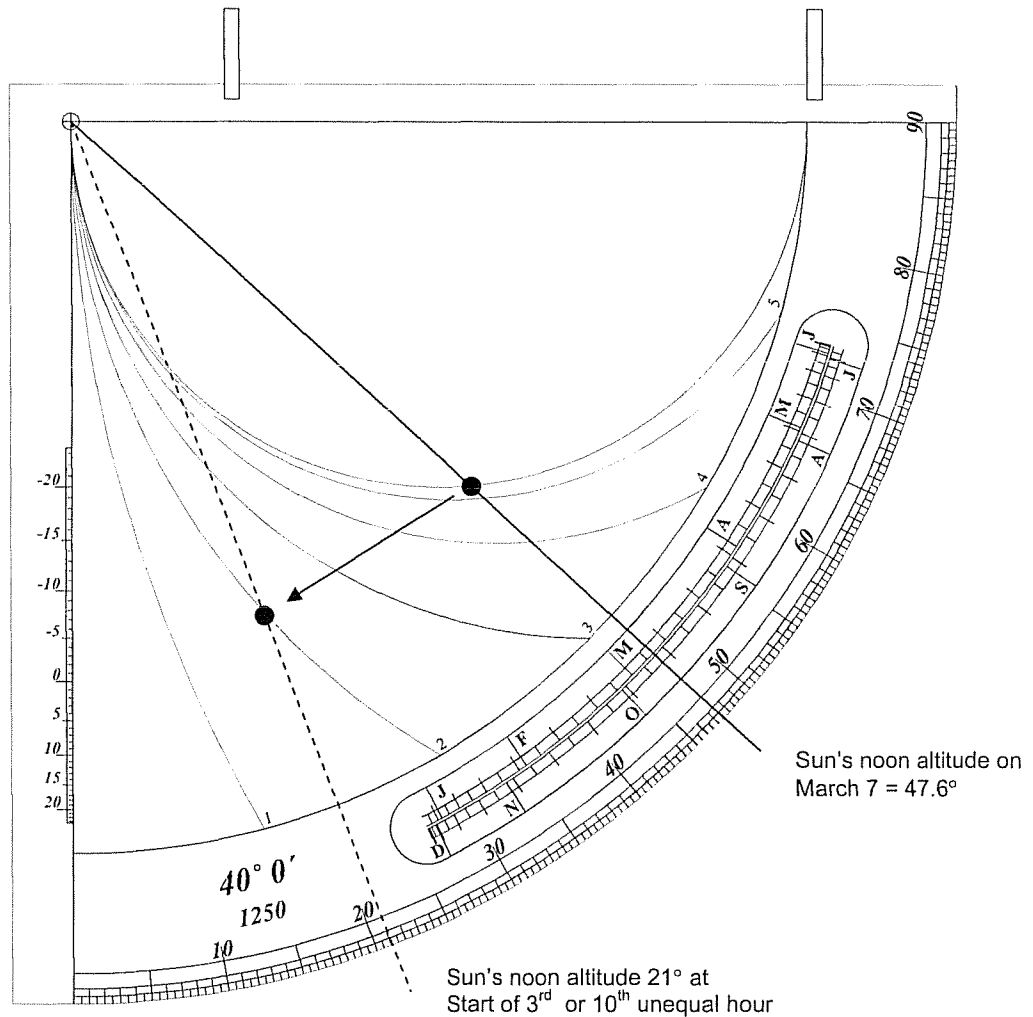 90
80
70
60
50
40
30
20
10
5
4
3
2
1
J
M
A
M
F
J
J
A
S
O
N
D
-20
-15
-10
-5
0
5
10
15
20
40° 0′
1250
Sun's noon altitude on
March 7 = 47.6°
Sun's noon altitude 21° at
Start of 3rd or 10th unequal hour